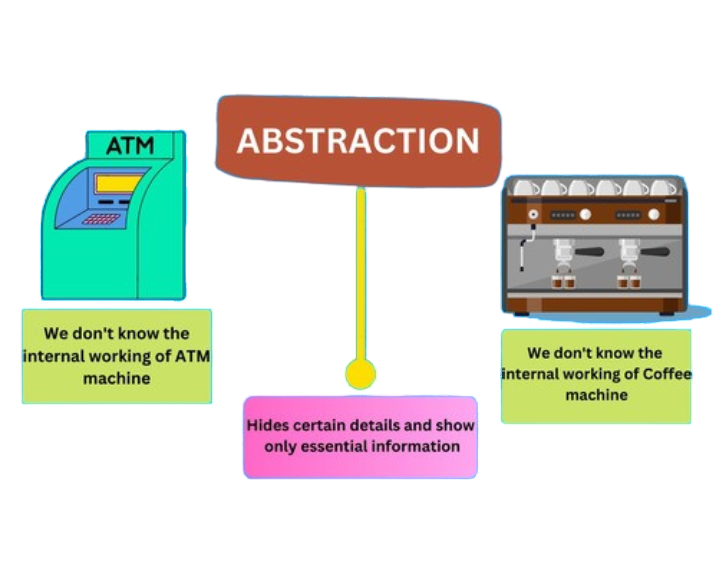 ABSTRACTION
ATM
We don't know the
internal working of ATM
machine
We don't know the
internal working of Coffee
machine
Hides certain details and show
only essential information